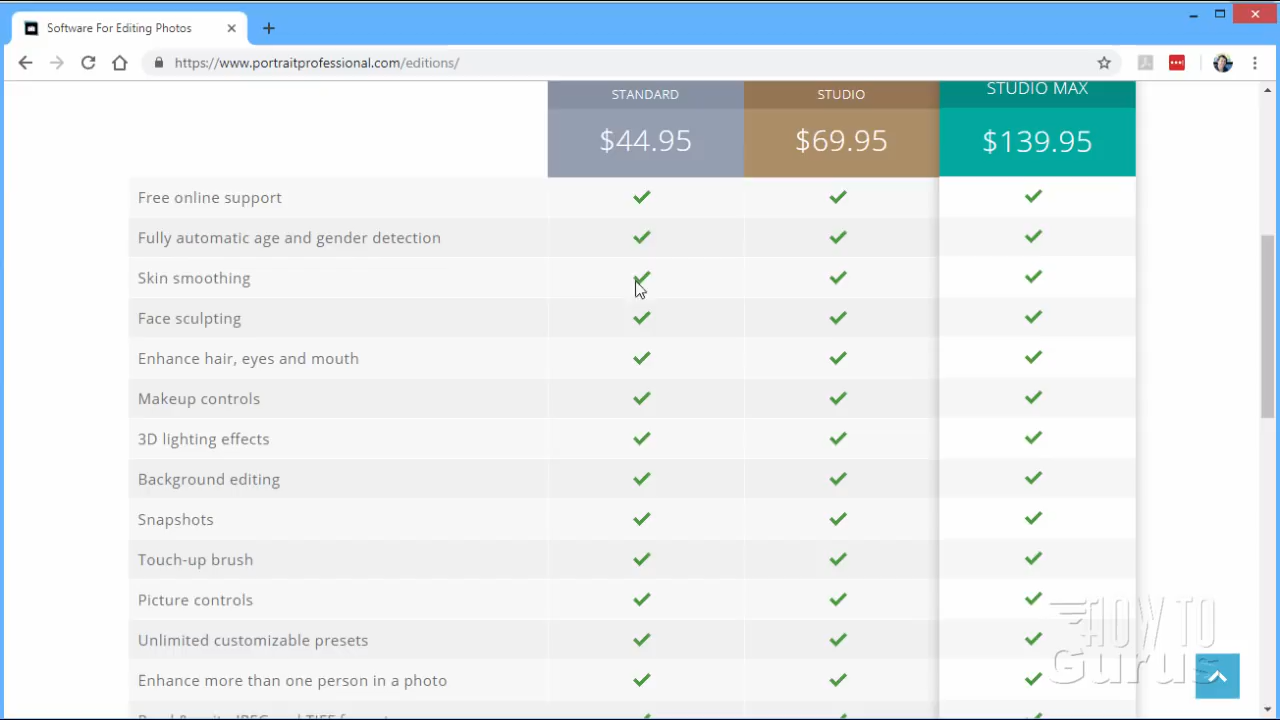 Software For Editing Photos
https://www.portraitprofessional.com/editions/
STANDARD STUDIO STUDIO MAX
$44.95 $69.95 $139.95
Free online support
Fully automatic age and gender detection
Skin smoothing
Face sculpting
Enhance hair, eyes and mouth
Makeup controls
3D lighting effects
Background editing
Snapshots
Touch-up brush
Picture controls
Unlimited customizable presets
Enhance more than one person in a photo
HOW TO
Gurus